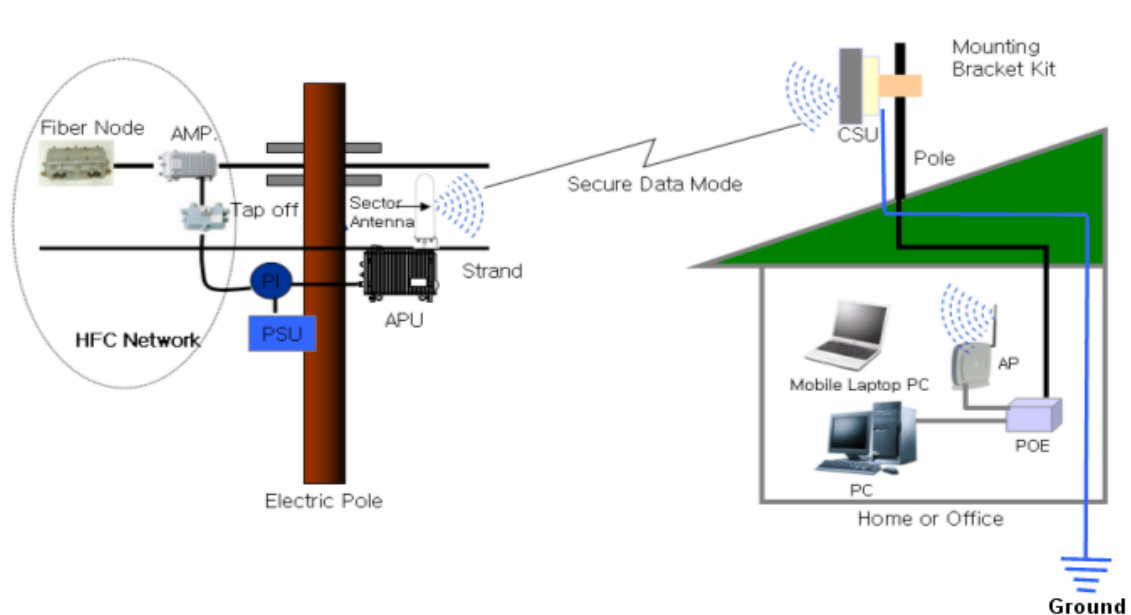 Mounting
Bracket Kit
Fiber Node
AMP.
CSU
Pole
Secure Data Mode
Tap off
Sector
Antenna
Strand
PI
APU
PSU
HFC Network
Mobile Laptop PC
AP
POE
PC
Electric Pole
Home or Office
Ground